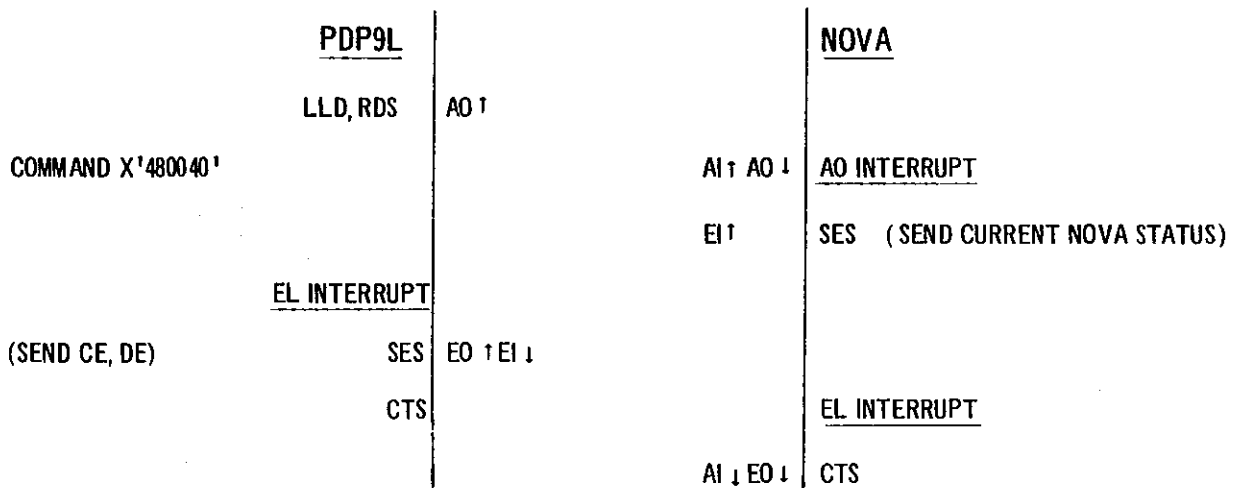 PDP9L NOVA
LLD, RDS AO ↑
COMMAND X'480040' AI ↑ AO ↓ AO INTERRUPT
EI ↑ SES (SEND CURRENT NOVA STATUS)
EL INTERRUPT
(SEND CE, DE) SES EO ↑ EI ↓
CTS EL INTERRUPT
AI ↓ EO ↓ CTS